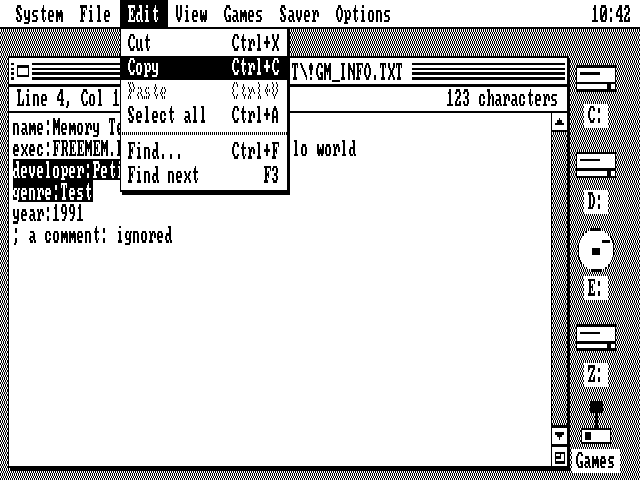 System File Edit View Games Saver Options 10:42
T\!GM_INFO.TXT
Line 4, Col 1
123 characters
Cut Ctrl+X
Copy Ctrl+C
Paste Ctrl+V
Select all Ctrl+A
Find... Ctrl+F
Find next F3
name:Memory Te
exec:FREEMEM. lo world
developer:Peti
genre:Test
year:1991
; a comment: ignored
C:
D:
E:
Z:
Games